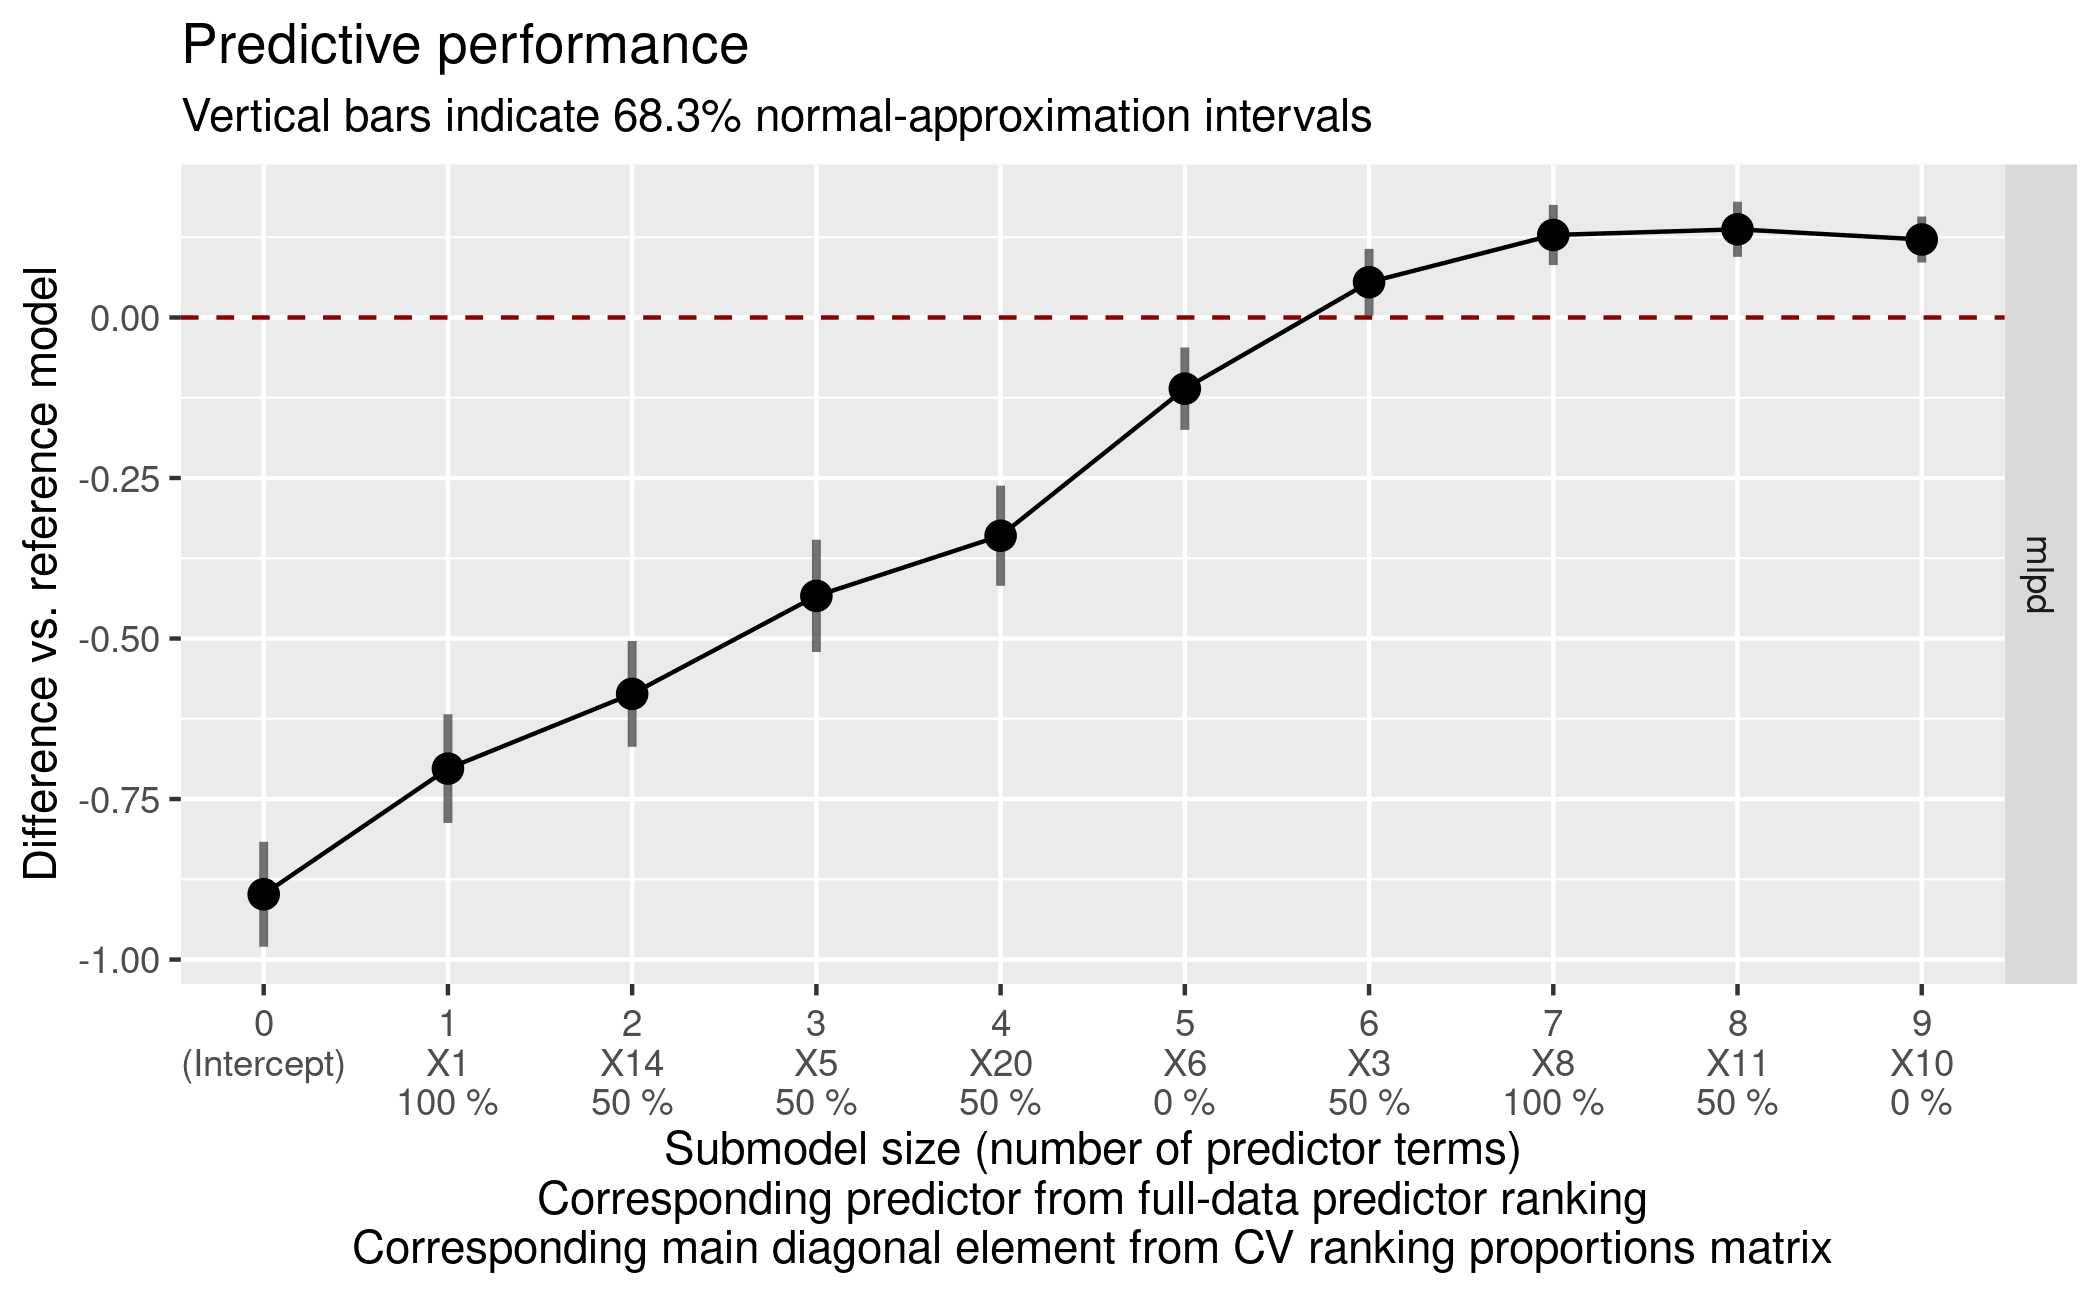 Predictive performance
Vertical bars indicate 68.3% normal-approximation intervals
Difference vs. reference model
0.00
-0.25
-0.50
-0.75
-1.00
mlpd
0 1 2 3 4 5 6 7 8 9
(Intercept) X1 X14 X5 X20 X6 X3 X8 X11 X10
100 % 50 % 50 % 50 % 0 % 50 % 100 % 50 % 0 %
Submodel size (number of predictor terms)
Corresponding predictor from full-data predictor ranking
Corresponding main diagonal element from CV ranking proportions matrix